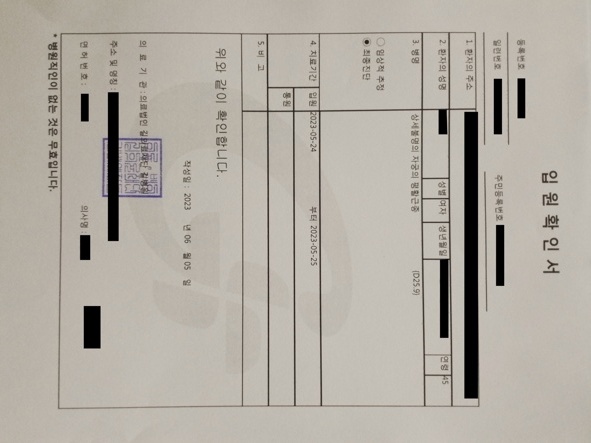 입 원 확 인 서
등록번호 :
일련번호 :
주민등록번호 :
1. 환자의 주소
2. 환자의 성명
성별
여자
생년월일
연령
45
3. 병명
○ 임상적 추정
◉ 최종진단
상세불명의 자궁의 평활근종
(D25.9)
4. 치료기간
입원
2023-05-24
부터 2023-05-25
통원
5. 비 고
위와 같이 확인합니다.
작성일 : 2023 년 06 월 05 일
의 료 기 관 : 의료법인
주소 및 명칭 :
면 허 번 호 :
의사명 :
* 병원직인이 없는 것은 무효입니다.